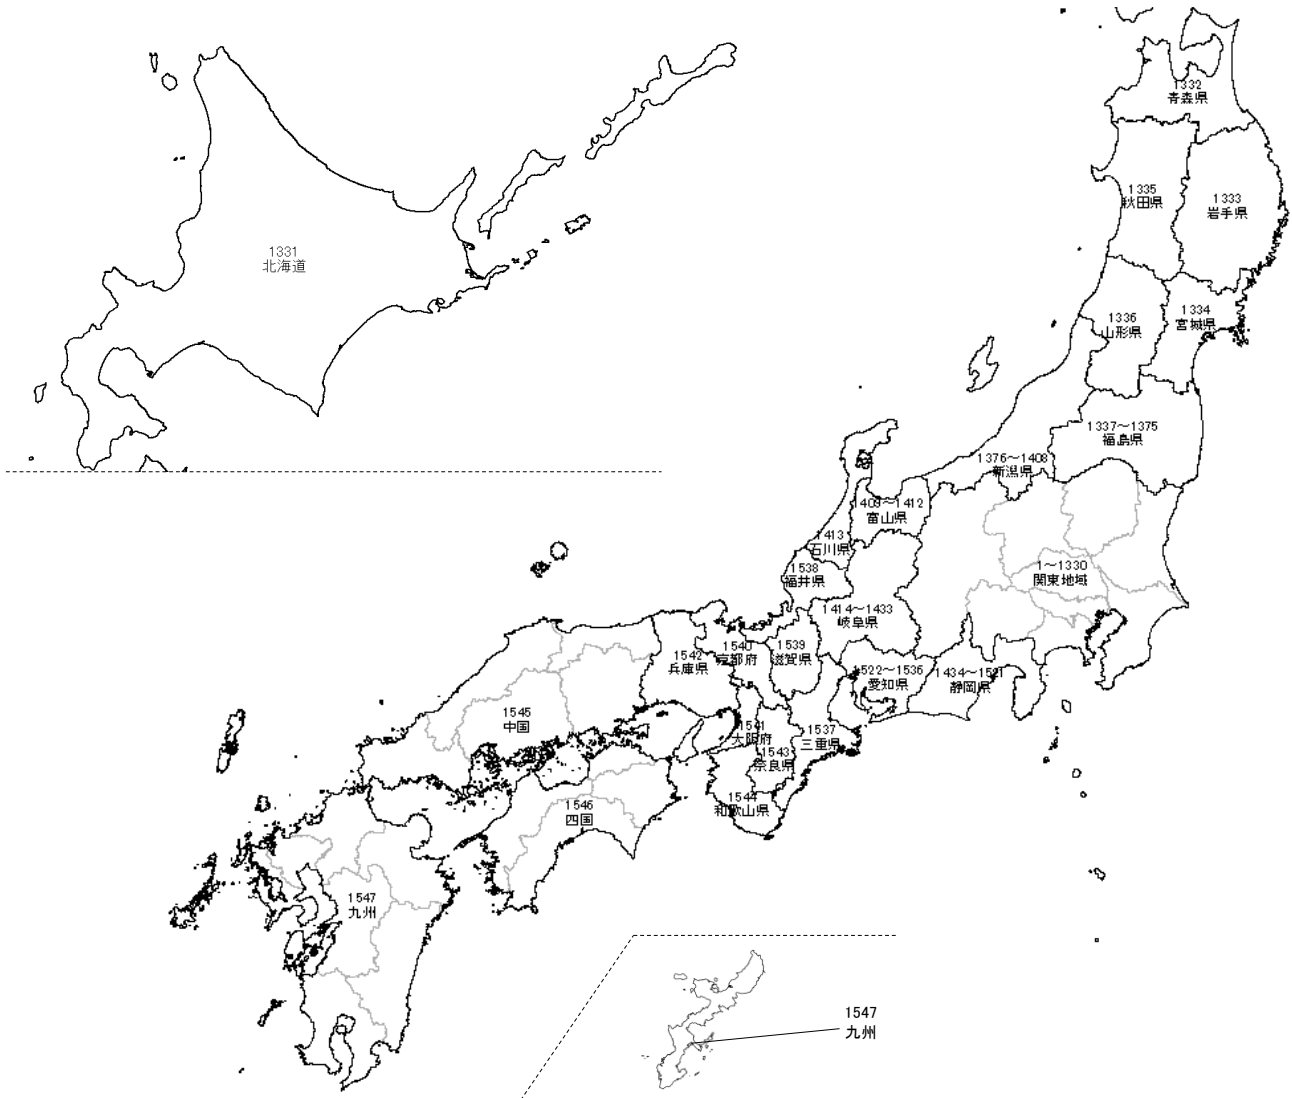 1332
青森県
1335
秋田県
1333
岩手県
1331
北海道
1336
山形県
1334
宮城県
1337～1375
福島県
1376～1408
新潟県
1409～1412
富山県
1413
石川県
1538
福井県
1～1330
関東地域
1414～1433
岐阜県
1540
京都府
1539
滋賀県
1542
兵庫県
1522～1536
愛知県
1434～1521
静岡県
1545
中国
1541
大阪府
1537
三重県
1543
奈良県
1544
和歌山県
1546
四国
1547
九州
1547
九州